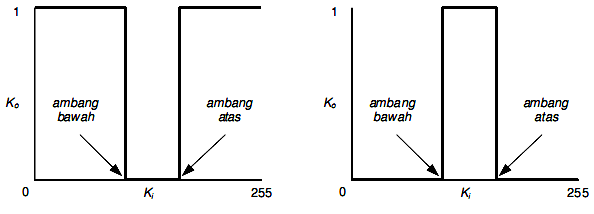 1
Ko
ambang
bawah
ambang
atas
0
Ki
255
1
Ko
ambang
bawah
ambang
atas
0
Ki
255